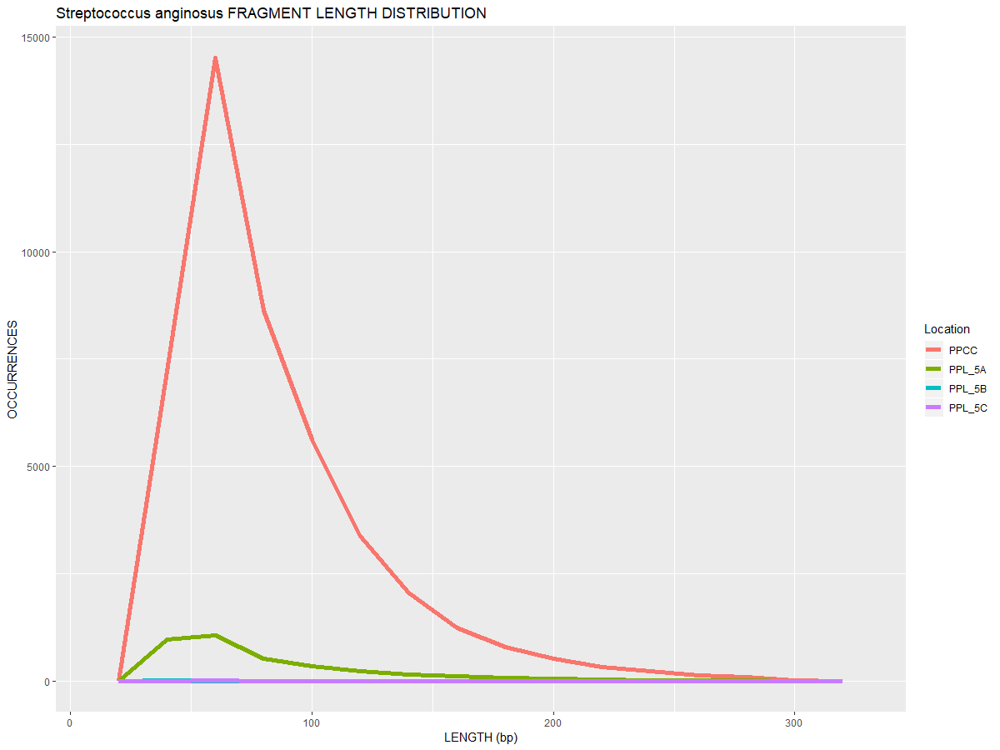 Streptococcus anginosus FRAGMENT LENGTH DISTRIBUTION
15000
10000
5000
0
OCCURRENCES
0
100
200
300
LENGTH (bp)
Location
PPCC
PPL_5A
PPL_5B
PPL_5C